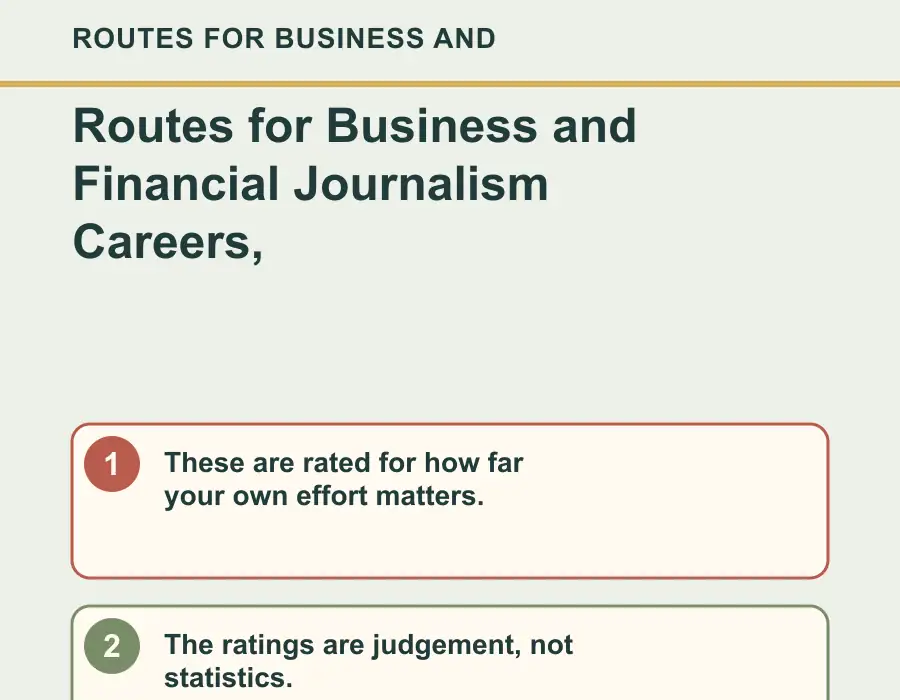 ROUTES FOR BUSINESS AND
Routes for Business and
Financial Journalism
Careers,
1
These are rated for how far
your own effort matters.
2
The ratings are judgement, not
statistics.